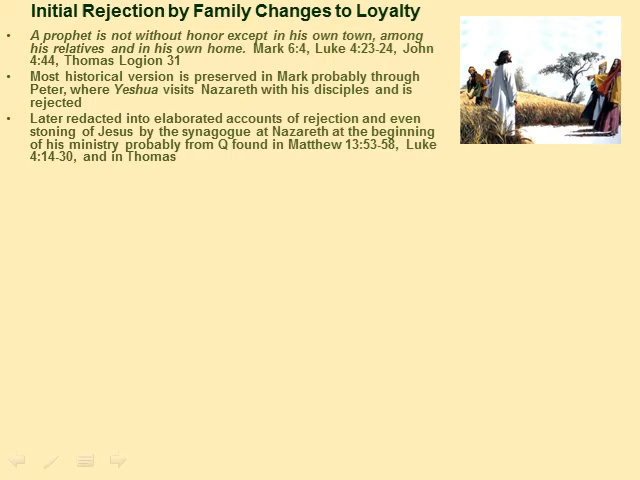 Initial Rejection by Family Changes to Loyalty
• A prophet is not without honor except in his own town, among
his relatives and in his own home. Mark 6:4, Luke 4:23-24, John
4:44, Thomas Logion 31
• Most historical version is preserved in Mark probably through
Peter, where Yeshua visits Nazareth with his disciples and is
rejected
• Later redacted into elaborated accounts of rejection and even
stoning of Jesus by the synagogue at Nazareth at the beginning
of his ministry probably from Q found in Matthew 13:53-58, Luke
4:14-30, and in Thomas